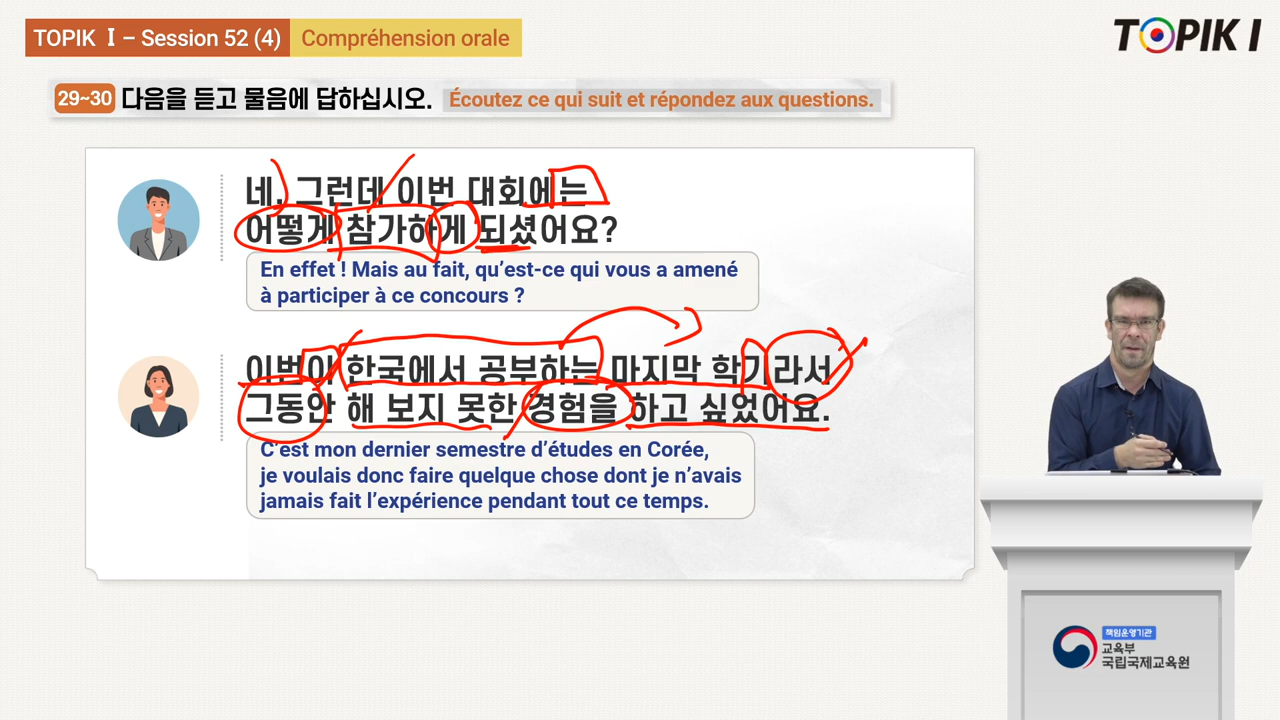 TOPIK I – Session 52 (4) Compréhension orale
TOPIK I
29~30 다음을 듣고 물음에 답하십시오. Écoutez ce qui suit et répondez aux questions.
네. 그런데 이번 대회에는
어떻게 참가하게 되셨어요?
En effet ! Mais au fait, qu’est-ce qui vous a amené
à participer à ce concours ?
이번이 한국에서 공부하는 마지막 학기라서
그동안 해 보지 못한 경험을 하고 싶었어요.
C’est mon dernier semestre d’études en Corée,
je voulais donc faire quelque chose dont je n’avais
jamais fait l’expérience pendant tout ce temps.
책임운영기관
교육부
국립국제교육원